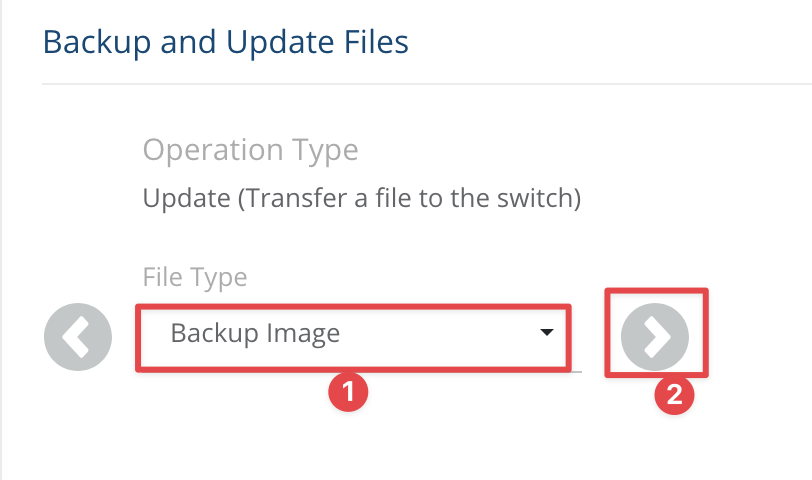 Backup and Update Files
Operation Type
Update (Transfer a file to the switch)
File Type
Backup Image
1
2